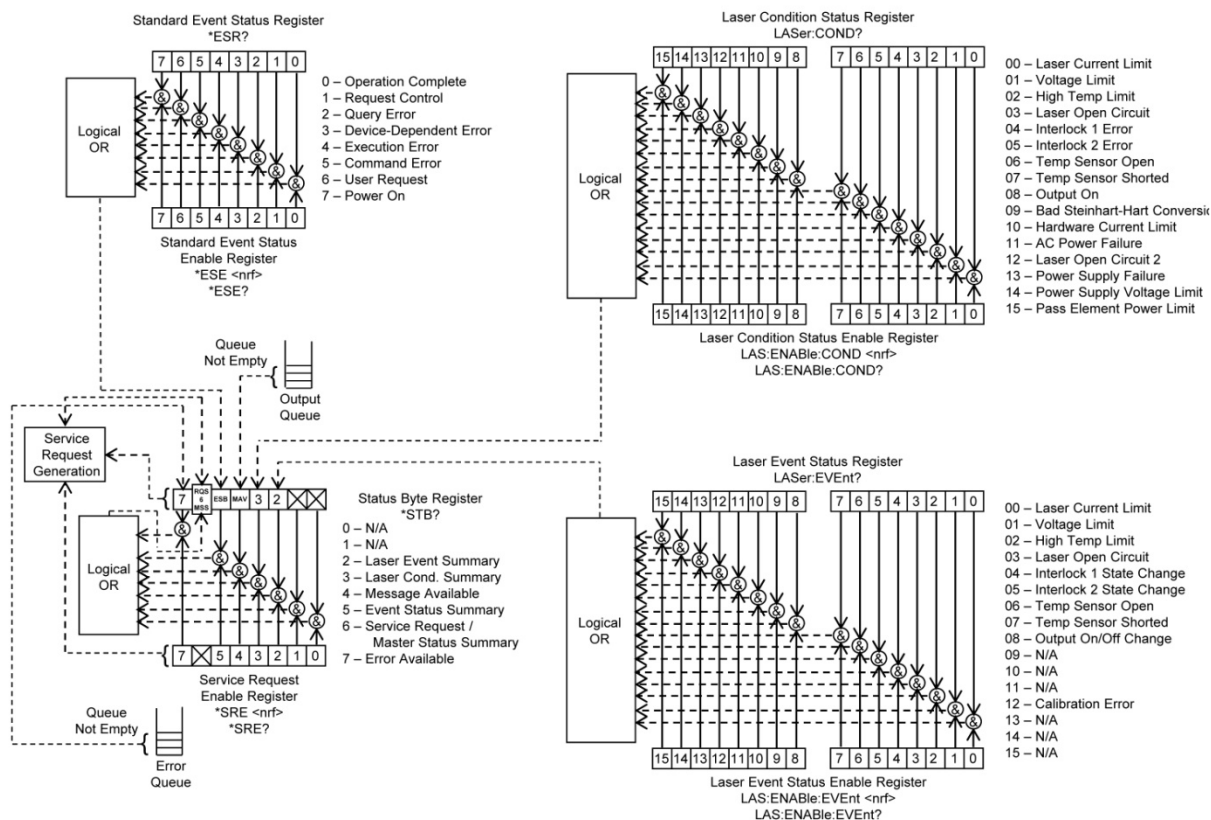 Standard Event Status Register
*ESR?
7 6 5 4 3 2 1 0
Logical
OR
& & & & & & & &
0 – Operation Complete
1 – Request Control
2 – Query Error
3 – Device-Dependent Error
4 – Execution Error
5 – Command Error
6 – User Request
7 – Power On
7 6 5 4 3 2 1 0
Standard Event Status
Enable Register
*ESE <nrf>
*ESE?
Laser Condition Status Register
LASer:COND?
15 14 13 12 11 10 9 8 7 6 5 4 3 2 1 0
Logical
OR
& & & & & & & & & & & & & & & &
00 – Laser Current Limit
01 – Voltage Limit
02 – High Temp Limit
03 – Laser Open Circuit
04 – Interlock 1 Error
05 – Interlock 2 Error
06 – Temp Sensor Open
07 – Temp Sensor Shorted
08 – Output On
09 – Bad Steinhart-Hart Conversio
10 – Hardware Current Limit
11 – AC Power Failure
12 – Laser Open Circuit 2
13 – Power Supply Failure
14 – Power Supply Voltage Limit
15 – Pass Element Power Limit
15 14 13 12 11 10 9 8 7 6 5 4 3 2 1 0
Laser Condition Status Enable Register
LAS:ENABle:COND <nrf>
LAS:ENABle:COND?
Queue
Not Empty
Output
Queue
Service
Request
Generation
7 RQS 6 MSS ESB MAV 3 2
Logical
OR
& & & & & & &
Status Byte Register
*STB?
0 – N/A
1 – N/A
2 – Laser Event Summary
3 – Laser Cond. Summary
4 – Message Available
5 – Event Status Summary
6 – Service Request /
Master Status Summary
7 – Error Available
7 5 4 3 2 1 0
Service Request
Enable Register
*SRE <nrf>
*SRE?
Queue
Not Empty
Error
Queue
Laser Event Status Register
LASer:EVEnt?
15 14 13 12 11 10 9 8 7 6 5 4 3 2 1 0
Logical
OR
& & & & & & & & & & & & & & & &
00 – Laser Current Limit
01 – Voltage Limit
02 – High Temp Limit
03 – Laser Open Circuit
04 – Interlock 1 State Change
05 – Interlock 2 State Change
06 – Temp Sensor Open
07 – Temp Sensor Shorted
08 – Output On/Off Change
09 – N/A
10 – N/A
11 – N/A
12 – Calibration Error
13 – N/A
14 – N/A
15 – N/A
15 14 13 12 11 10 9 8 7 6 5 4 3 2 1 0
Laser Event Status Enable Register
LAS:ENABle:EVEnt <nrf>
LAS:ENABle:EVEnt?